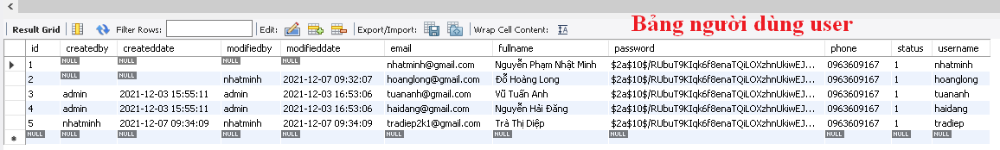 Bảng người dùng user
Result Grid Filter Rows: Edit: Export/Import: Wrap Cell Content:
id createdby createddate modifiedby modifieddate email fullname password phone status username
1 NULL NULL NULL NULL nhatminh@gmail.com Nguyễn Phạm Nhật Minh $2a$10$/RUbuT9KIqk6f8enaTQiLOXzhnUkiwEJ... 0963609167 1 nhatminh
2 NULL NULL nhatminh 2021-12-07 09:32:07 hoanglong@gmail.com Đỗ Hoàng Long $2a$10$/RUbuT9KIqk6f8enaTQiLOXzhnUkiwEJ... 0963609167 1 hoanglong
3 admin 2021-12-03 15:55:11 admin 2021-12-03 16:53:06 tuananh@gmail.com Vũ Tuấn Anh $2a$10$/RUbuT9KIqk6f8enaTQiLOXzhnUkiwEJ... 0963609167 1 tuananh
4 admin 2021-12-03 15:55:11 admin 2021-12-03 16:53:06 haidang@gmail.com Nguyễn Hải Đăng $2a$10$/RUbuT9KIqk6f8enaTQiLOXzhnUkiwEJ... 0963609167 1 haidang
5 nhatminh 2021-12-07 09:34:09 nhatminh 2021-12-07 09:34:09 tradiep2k1@gmail.com Trà Thị Diệp $2a$10$/RUbuT9KIqk6f8enaTQiLOXzhnUkiwEJ... 0963609167 1 tradiep
NULL NULL NULL NULL NULL NULL NULL NULL NULL NULL NULL